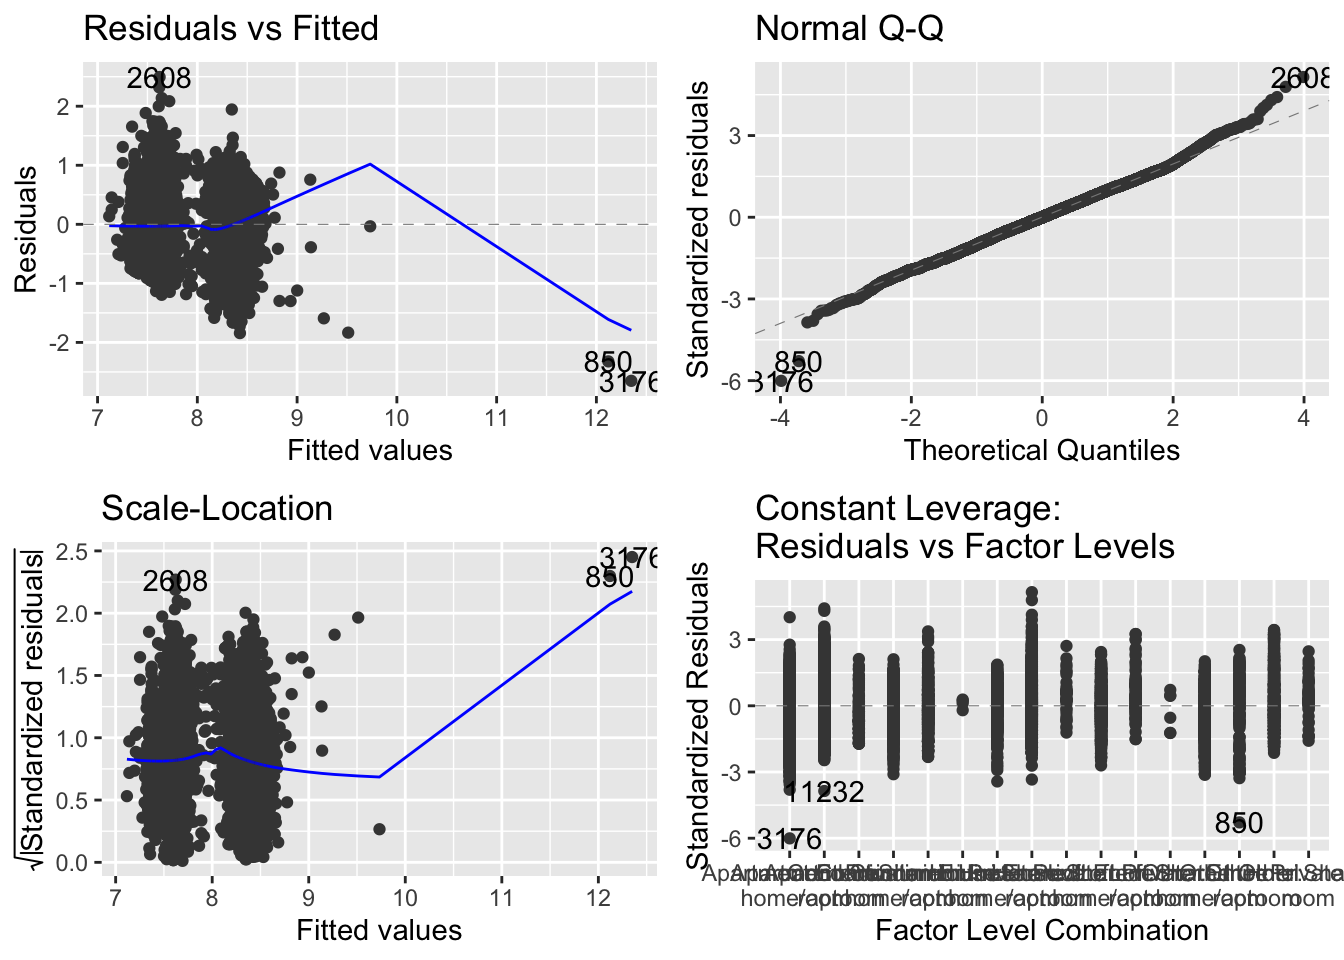 Residuals vs Fitted
2608
850
3176
2
1
0
-1
-2
7 8 9 10 11 12
Residuals
Fitted values
Normal Q-Q
2608
850
3176
3
0
-3
-6
-4 -2 0 2 4
Standardized residuals
Theoretical Quantiles
Scale-Location
2608
3176
850
2.5
2.0
1.5
1.0
0.5
0.0
7 8 9 10 11 12
√|Standardized residuals|
Fitted values
Constant Leverage:
Residuals vs Factor Levels
11232
3176
850
3
0
-3
-6
Standardized Residuals
Factor Level Combination